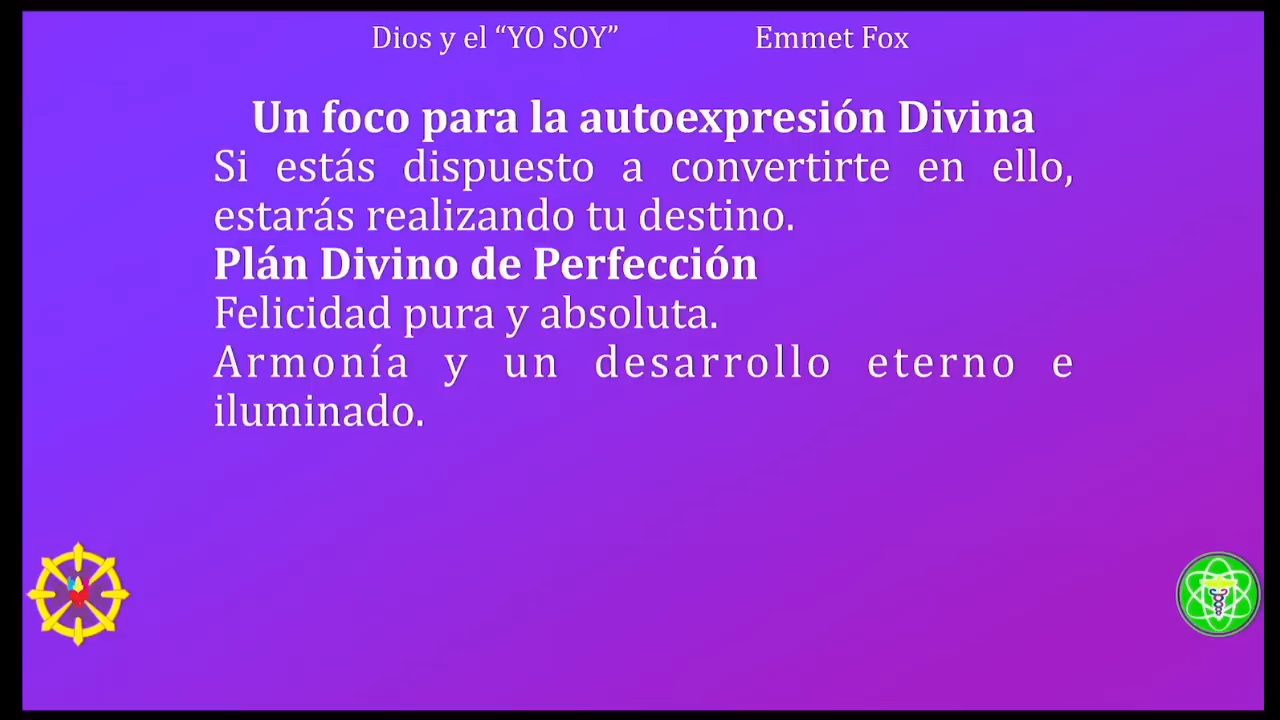 Dios y el “YO SOY” Emmet Fox
Un foco para la autoexpresión Divina
Si estás dispuesto a convertirte en ello,
estarás realizando tu destino.
Plán Divino de Perfección
Felicidad pura y absoluta.
Armonía y un desarrollo eterno e
iluminado.